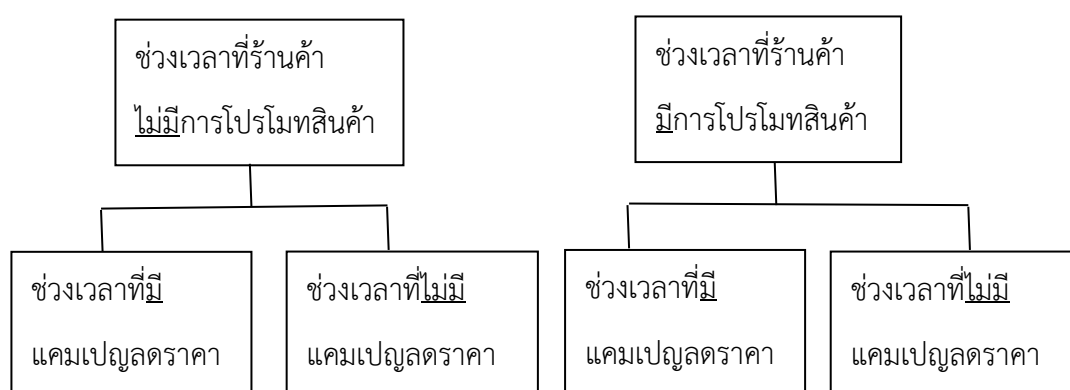 ช่วงเวลาที่ร้านค้า
ไม่มีการโปรโมทสินค้า
ช่วงเวลาที่ร้านค้า
มีการโปรโมทสินค้า
ช่วงเวลาที่มี
แคมเปญลดราคา
ช่วงเวลาที่ไม่มี
แคมเปญลดราคา
ช่วงเวลาที่มี
แคมเปญลดราคา
ช่วงเวลาที่ไม่มี
แคมเปญลดราคา